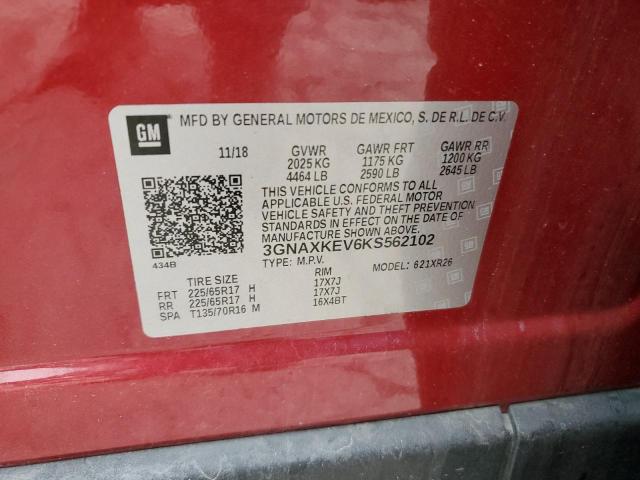 GM
MFD BY GENERAL MOTORS DE MEXICO, S. DE R.L. DE C.V.
11/18 GVWR GAWR FRT GAWR RR
2025 KG 1175 KG 1200 KG
4464 LB 2590 LB 2645 LB
THIS VEHICLE CONFORMS TO ALL
APPLICABLE U.S. FEDERAL MOTOR
VEHICLE SAFETY AND THEFT PREVENTION
STANDARDS IN EFFECT ON THE DATE OF
MANUFACTURE SHOWN ABOVE.
3GNAXKEV6KS562102
434B TYPE: M.P.V. MODEL: 621XR26
TIRE SIZE RIM
FRT 225/65R17 H 17X7J
RR 225/65R17 H 17X7J
SPA T135/70R16 M 16X4BT